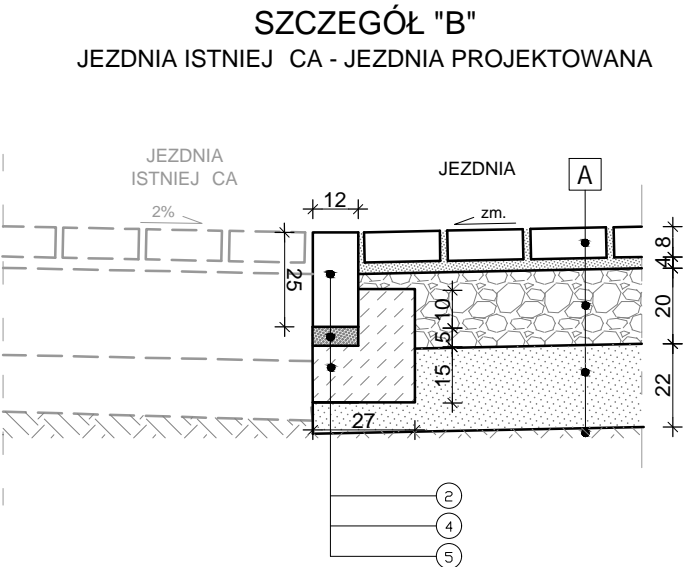 SZCZEGÓŁ "B"
JEZDNIA ISTNIEJ CA - JEZDNIA PROJEKTOWANA
JEZDNIA
ISTNIEJ CA
JEZDNIA
A
2%
12
zm.
8
4
25
10
20
5
15
22
27
2
4
5